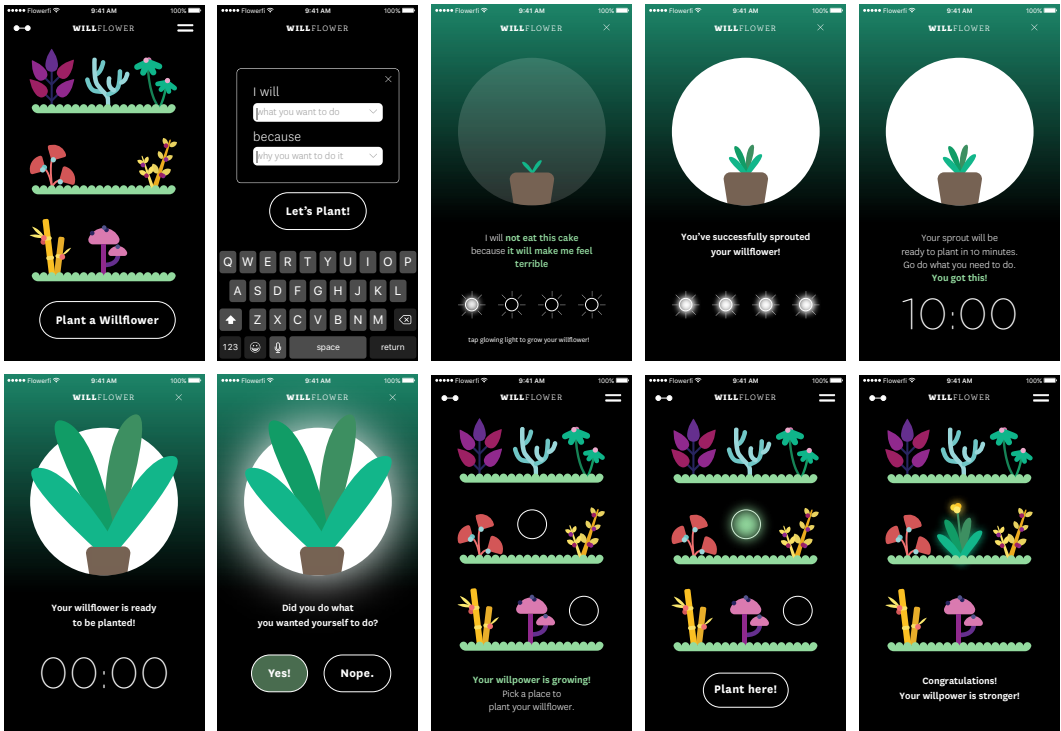 ●●●●● Flowerfi 9:41 AM 100%
WILLFLOWER
Plant a Willflower
●●●●● Flowerfi 9:41 AM 100%
WILLFLOWER
I will
what you want to do
because
why you want to do it
Let's Plant!
Q W E R T Y U I O P
A S D F G H J K L
Z X C V B N M
123 space return
●●●●● Flowerfi 9:41 AM 100%
WILLFLOWER
I will not eat this cake
because it will make me feel
terrible
tap glowing light to grow your willflower!
●●●●● Flowerfi 9:41 AM 100%
WILLFLOWER
You've successfully sprouted
your willflower!
●●●●● Flowerfi 9:41 AM 100%
WILLFLOWER
Your sprout will be
ready to plant in 10 minutes.
Go do what you need to do.
You got this!
10:00
●●●●● Flowerfi 9:41 AM 100%
WILLFLOWER
Your willflower is ready
to be planted!
00:00
●●●●● Flowerfi 9:41 AM 100%
WILLFLOWER
Did you do what
you wanted yourself to do?
Yes! Nope.
●●●●● Flowerfi 9:41 AM 100%
WILLFLOWER
Your willpower is growing!
Pick a place to
plant your willflower.
●●●●● Flowerfi 9:41 AM 100%
WILLFLOWER
Plant here!
●●●●● Flowerfi 9:41 AM 100%
WILLFLOWER
Congratulations!
Your willpower is stronger!